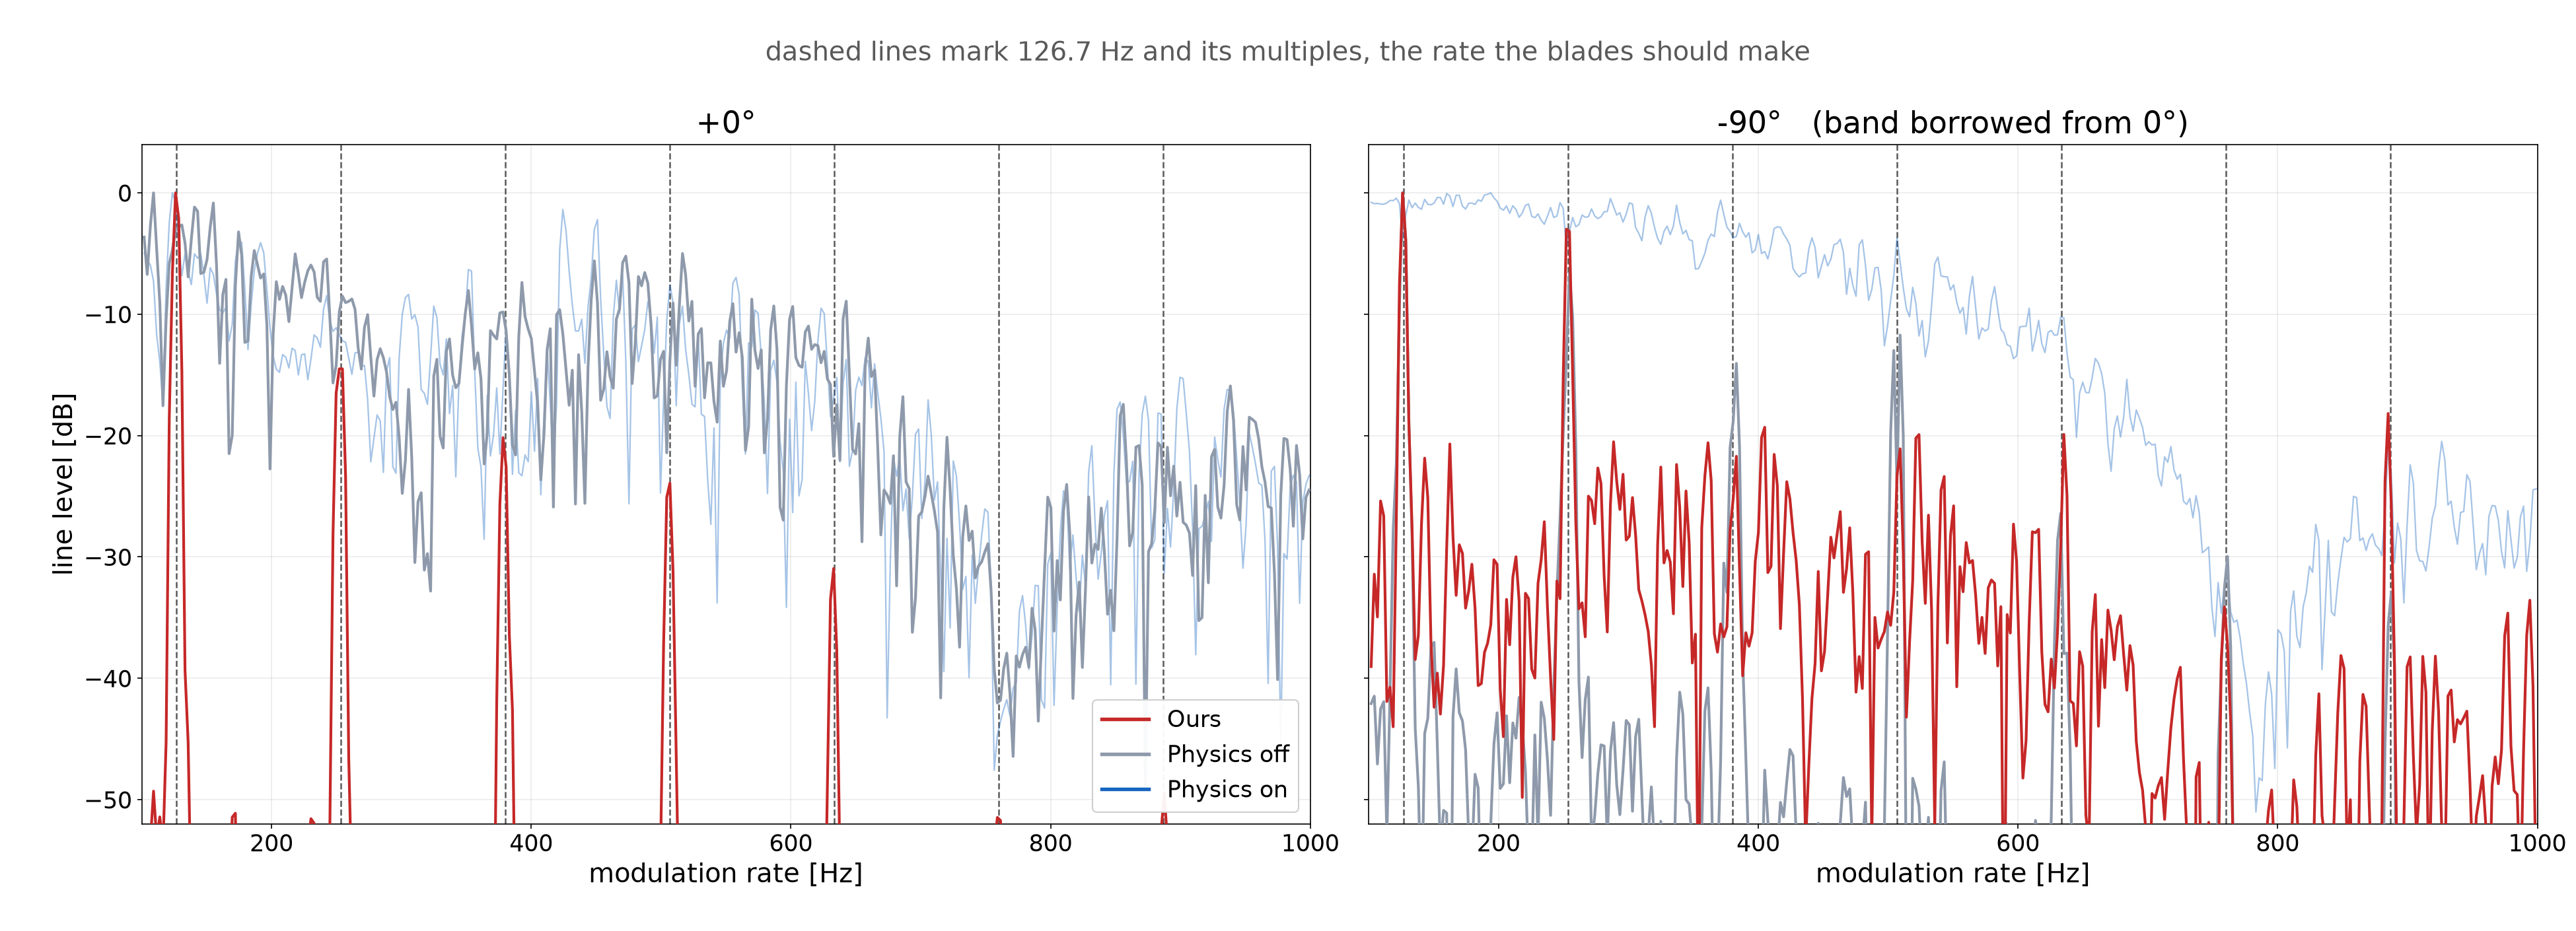 dashed lines mark 126.7 Hz and its multiples, the rate the blades should make
+0°
-90° (band borrowed from 0°)
line level [dB]
0
−10
−20
−30
−40
−50
Ours
Physics off
Physics on
200 400 600 800 1000
200 400 600 800 1000
modulation rate [Hz]
modulation rate [Hz]